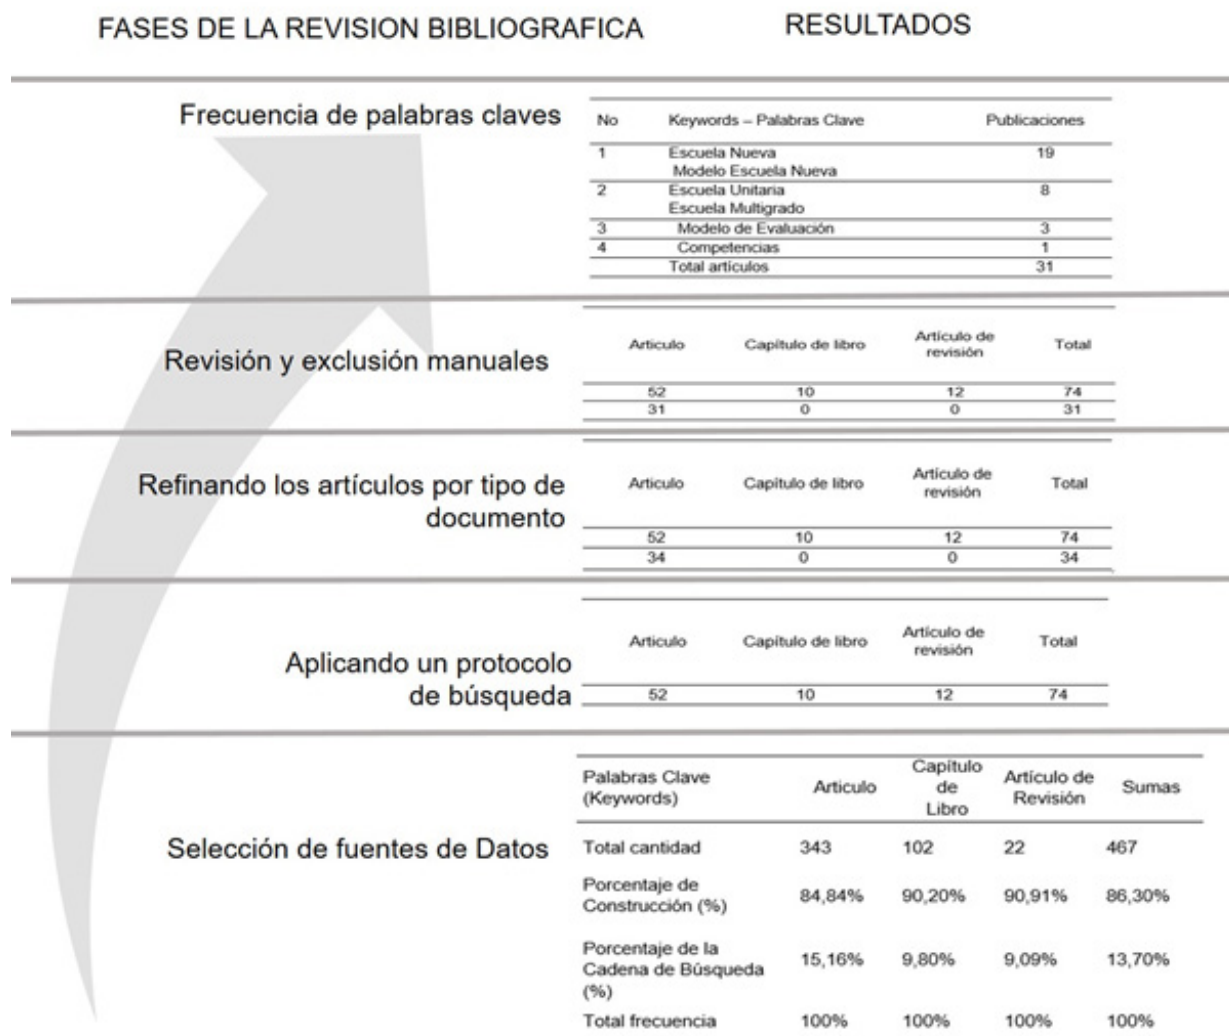 FASES DE LA REVISION BIBLIOGRAFICA RESULTADOS
Frecuencia de palabras claves
No Keywords – Palabras Clave Publicaciones
1 Escuela Nueva 19
Modelo Escuela Nueva
2 Escuela Unitaria 8
Escuela Multigrado
3 Modelo de Evaluación 3
4 Competencias 1
Total artículos 31
Revisión y exclusión manuales
Articulo Capítulo de libro Artículo de revisión Total
52 10 12 74
31 0 0 31
Refinando los artículos por tipo de
documento
Articulo Capítulo de libro Artículo de revisión Total
52 10 12 74
34 0 0 34
Aplicando un protocolo
de búsqueda
Articulo Capítulo de libro Artículo de revisión Total
52 10 12 74
Selección de fuentes de Datos
Palabras Clave (Keywords) Articulo Capítulo de Libro Artículo de Revisión Sumas
Total cantidad 343 102 22 467
Porcentaje de Construcción (%) 84,84% 90,20% 90,91% 86,30%
Porcentaje de la Cadena de Búsqueda (%) 15,16% 9,80% 9,09% 13,70%
Total frecuencia 100% 100% 100% 100%